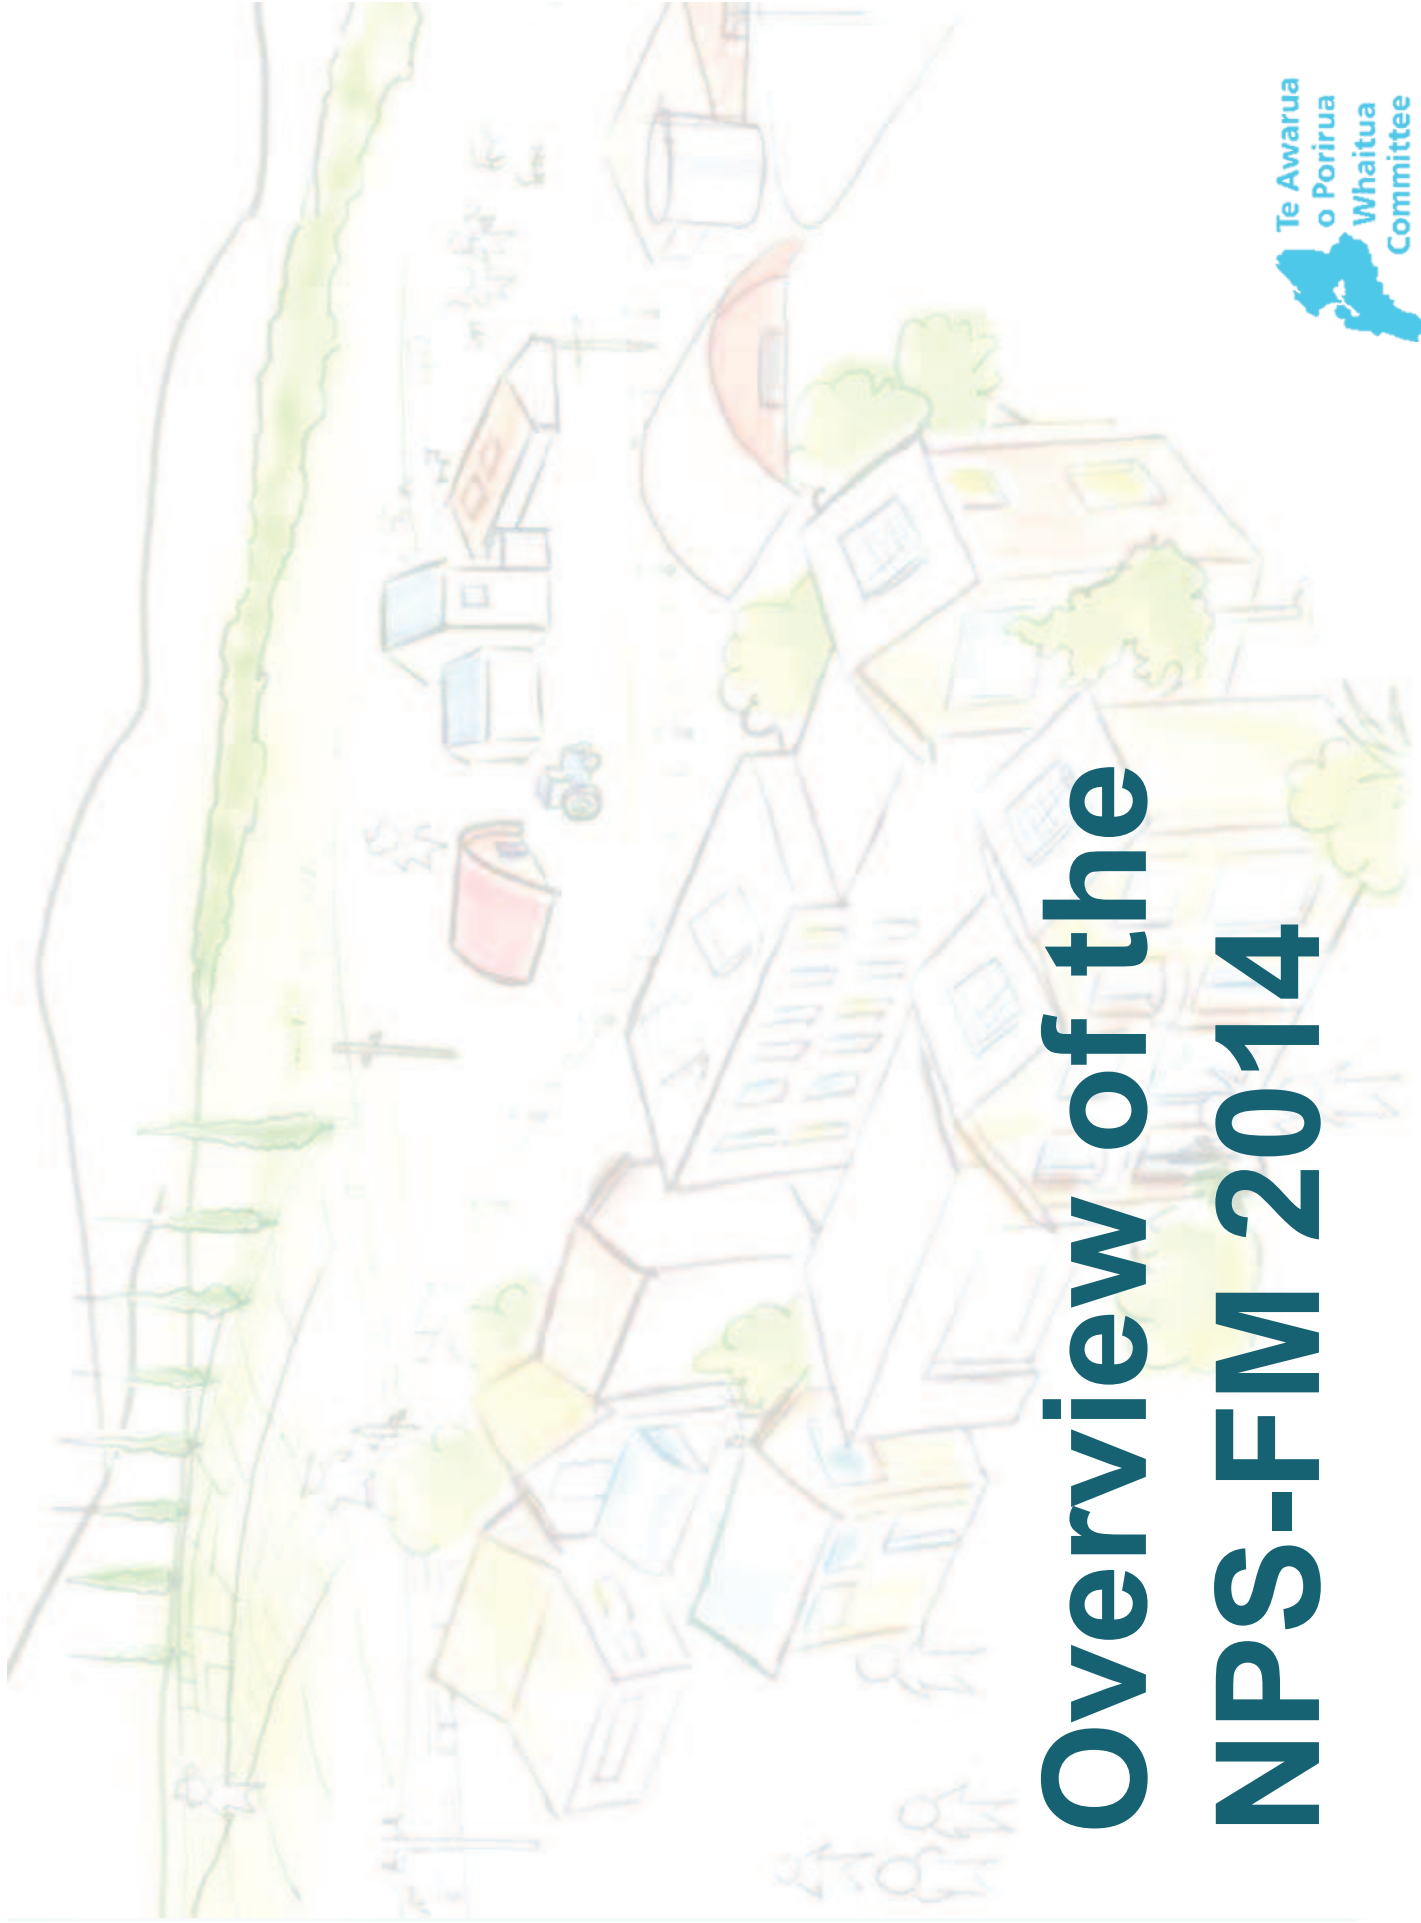 Overview of the
NPS-FM 2014
Te Awarua
o Porirua
Whaitua
Committee